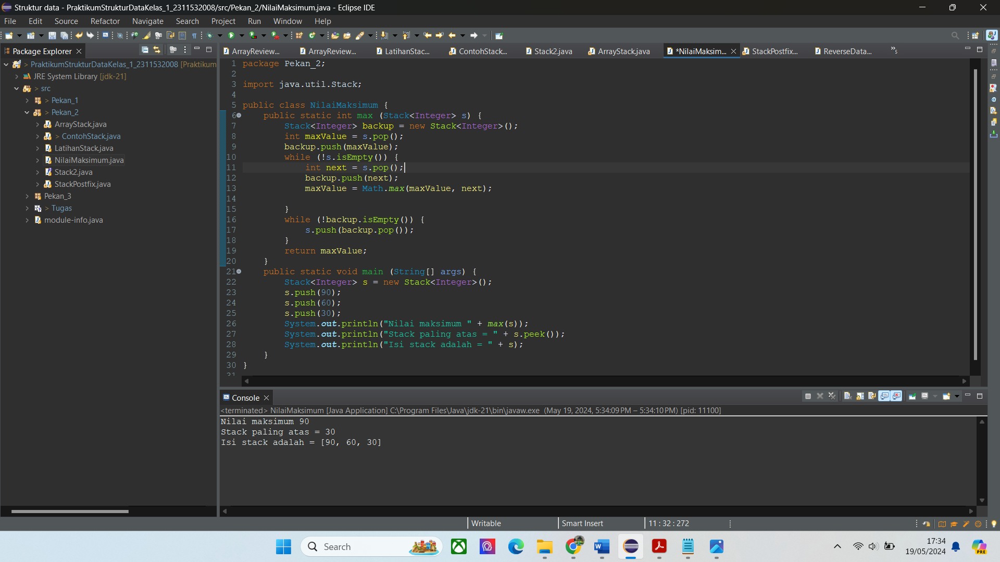 Struktur data - PraktikumStrukturDataKelas_1_2311532008/src/Pekan_2/NilaiMaksimum.java - Eclipse IDE
File Edit Source Refactor Navigate Search Project Run Window Help
Package Explorer
> PraktikumStrukturDataKelas_1_2311532008 [Praktikum
JRE System Library [jdk-21]
> src
> Pekan_1
> Pekan_2
ArrayStack.java
> ContohStack.java
LatihanStack.java
NilaiMaksimum.java
Stack2.java
StackPostfix.java
Pekan_3
> Tugas
module-info.java
ArrayReview... ArrayReview... LatihanStac... ContohStack... Stack2.java ArrayStack.java *NilaiMaksim... StackPostfix... ReverseData... »5
1 package Pekan_2;
2
3 import java.util.Stack;
4
5 public class NilaiMaksimum {
6 public static int max (Stack<Integer> s) {
7 Stack<Integer> backup = new Stack<Integer>();
8 int maxValue = s.pop();
9 backup.push(maxValue);
10 while (!s.isEmpty()) {
11 int next = s.pop();
12 backup.push(next);
13 maxValue = Math.max(maxValue, next);
14
15 }
16 while (!backup.isEmpty()) {
17 s.push(backup.pop());
18 }
19 return maxValue;
20 }
21 public static void main (String[] args) {
22 Stack<Integer> s = new Stack<Integer>();
23 s.push(90);
24 s.push(60);
25 s.push(30);
26 System.out.println("Nilai maksimum " + max(s));
27 System.out.println("Stack paling atas = " + s.peek());
28 System.out.println("Isi stack adalah = " + s);
29 }
30 }
31
Console
<terminated> NilaiMaksimum [Java Application] C:\Program Files\Java\jdk-21\bin\javaw.exe (May 19, 2024, 5:34:09 PM – 5:34:10 PM) [pid: 11100]
Nilai maksimum 90
Stack paling atas = 30
Isi stack adalah = [90, 60, 30]
Writable Smart Insert 11 : 32 : 272
Search
17:34
19/05/2024
PRE